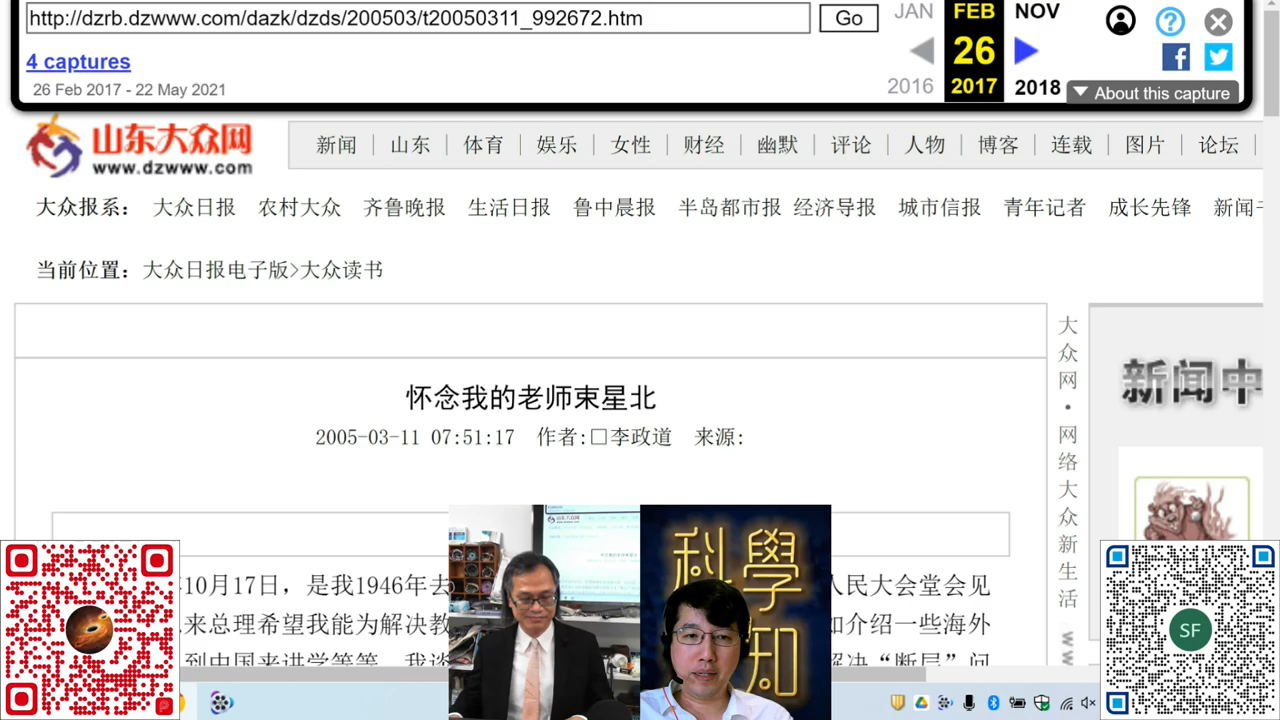 http://dzrb.dzwww.com/dazk/dzds/200503/t20050311_992672.htm
Go
JAN FEB NOV
26
2016 2017 2018
4 captures
26 Feb 2017 - 22 May 2021
About this capture
山东大众网
www.dzwww.com
新闻 | 山东 | 体育 | 娱乐 | 女性 | 财经 | 幽默 | 评论 | 人物 | 博客 | 连载 | 图片 | 论坛 |
大众报系： 大众日报 农村大众 齐鲁晚报 生活日报 鲁中晨报 半岛都市报 经济导报 城市信报 青年记者 成长先锋 新闻
当前位置：大众日报电子版>大众读书
怀念我的老师束星北
2005-03-11 07:51:17 作者:□李政道 来源:
大众网·网络大众新生活
新闻中
10月17日，是我1946年去
人民大会堂会见
来总理希望我能为解决教
如介绍一些海外
到中国来讲学等等。我谈
解决“断层”问
科學
知
SF